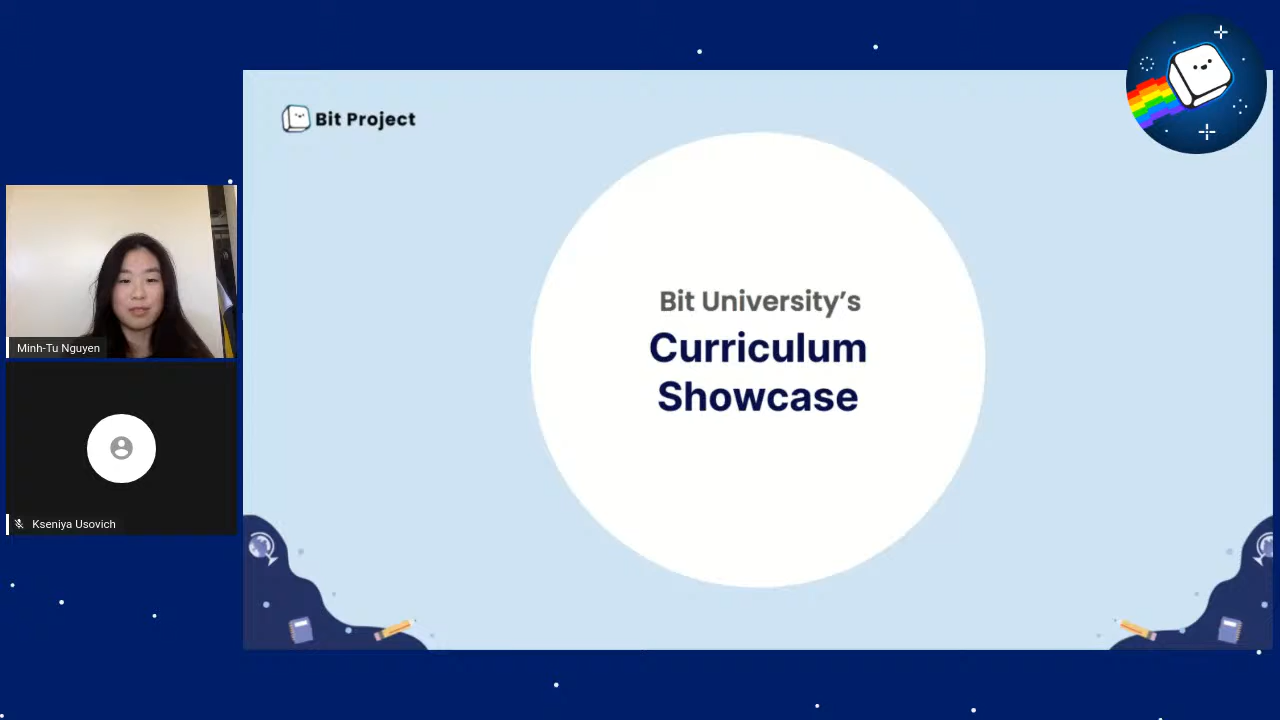 Bit Project
Bit University’s
Curriculum
Showcase
Minh-Tu Nguyen
Kseniya Usovich